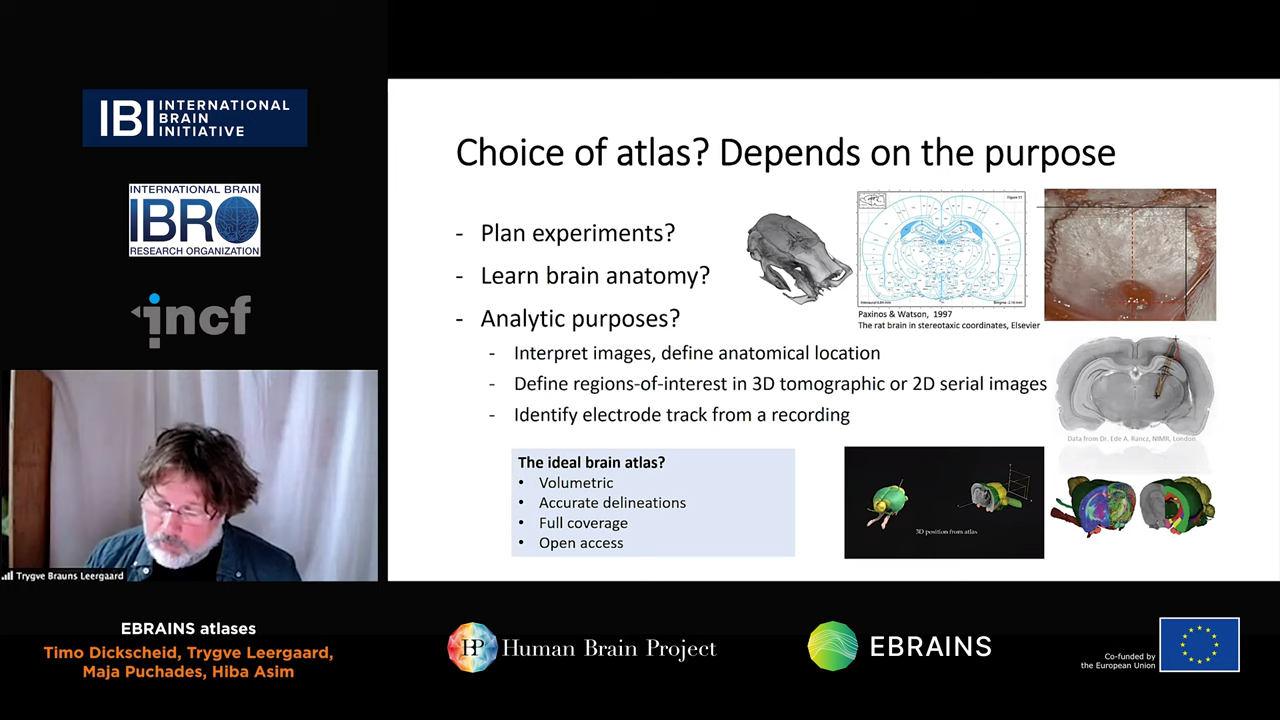 IBI INTERNATIONAL
BRAIN
INITIATIVE
INTERNATIONAL BRAIN
IBRO
RESEARCH ORGANIZATION
incf
Trygve Brauns Leergaard
EBRAINS atlases
Timo Dickscheid, Trygve Leergaard,
Maja Puchades, Hiba Asim
Choice of atlas? Depends on the purpose
- Plan experiments?
- Learn brain anatomy?
- Analytic purposes?
- Interpret images, define anatomical location
- Define regions-of-interest in 3D tomographic or 2D serial images
- Identify electrode track from a recording
Paxinos & Watson, 1997
The rat brain in stereotaxic coordinates, Elsevier
Data from Dr. Ede A. Rancz, NIMR, London
The ideal brain atlas?
• Volumetric
• Accurate delineations
• Full coverage
• Open access
3D position from atlas
Human Brain Project
EBRAINS
Co-funded by
the European Union